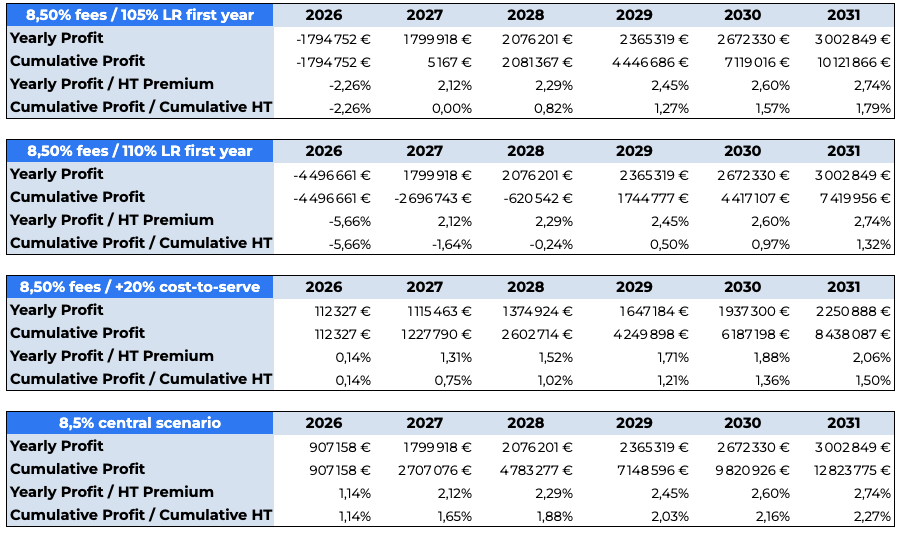 8,50% fees / 105% LR first year 2026 2027 2028 2029 2030 2031
Yearly Profit -1 794 752 € 1 799 918 € 2 076 201 € 2 365 319 € 2 672 330 € 3 002 849 €
Cumulative Profit -1 794 752 € 5 167 € 2 081 367 € 4 446 686 € 7 119 016 € 10 121 866 €
Yearly Profit / HT Premium -2,26% 2,12% 2,29% 2,45% 2,60% 2,74%
Cumulative Profit / Cumulative HT -2,26% 0,00% 0,82% 1,27% 1,57% 1,79%
8,50% fees / 110% LR first year 2026 2027 2028 2029 2030 2031
Yearly Profit -4 496 661 € 1 799 918 € 2 076 201 € 2 365 319 € 2 672 330 € 3 002 849 €
Cumulative Profit -4 496 661 € -2 696 743 € -620 542 € 1 744 777 € 4 417 107 € 7 419 956 €
Yearly Profit / HT Premium -5,66% 2,12% 2,29% 2,45% 2,60% 2,74%
Cumulative Profit / Cumulative HT -5,66% -1,64% -0,24% 0,50% 0,97% 1,32%
8,50% fees / +20% cost-to-serve 2026 2027 2028 2029 2030 2031
Yearly Profit 112 327 € 1 115 463 € 1 374 924 € 1 647 184 € 1 937 300 € 2 250 888 €
Cumulative Profit 112 327 € 1 227 790 € 2 602 714 € 4 249 898 € 6 187 198 € 8 438 087 €
Yearly Profit / HT Premium 0,14% 1,31% 1,52% 1,71% 1,88% 2,06%
Cumulative Profit / Cumulative HT 0,14% 0,75% 1,02% 1,21% 1,36% 1,50%
8,5% central scenario 2026 2027 2028 2029 2030 2031
Yearly Profit 907 158 € 1 799 918 € 2 076 201 € 2 365 319 € 2 672 330 € 3 002 849 €
Cumulative Profit 907 158 € 2 707 076 € 4 783 277 € 7 148 596 € 9 820 926 € 12 823 775 €
Yearly Profit / HT Premium 1,14% 2,12% 2,29% 2,45% 2,60% 2,74%
Cumulative Profit / Cumulative HT 1,14% 1,65% 1,88% 2,03% 2,16% 2,27%